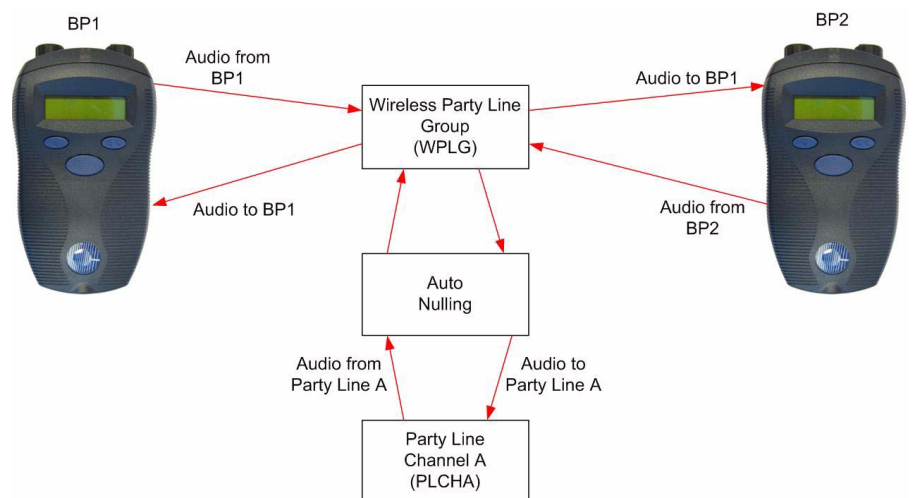 BP1
BP2
Audio from
BP1
Audio to BP1
Wireless Party Line
Group
(WPLG)
Audio to BP1
Audio from
BP2
Auto
Nulling
Audio from
Party Line A
Audio to
Party Line A
Party Line
Channel A
(PLCHA)